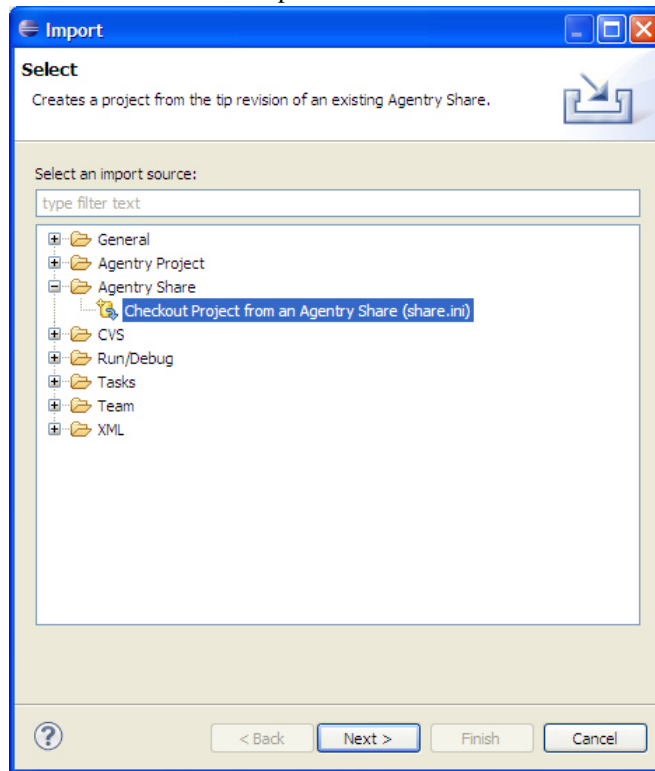 Import
Select
Creates a project from the tip revision of an existing Agentry Share.
Select an import source:
type filter text
General
Agentry Project
Agentry Share
Checkout Project from an Agentry Share (share.ini)
CVS
Run/Debug
Tasks
Team
XML
< Back Next > Finish Cancel